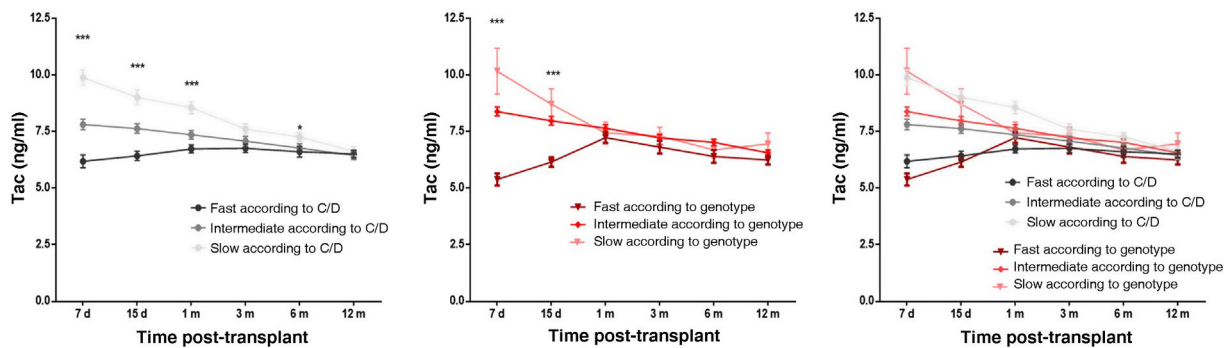 12.5
10.0
7.5
5.0
2.5
0.0
Tac (ng/ml)
***
***
***
*
Fast according to C/D
Intermediate according to C/D
Slow according to C/D
7 d
15 d
1 m
3 m
6 m
12 m
Time post-transplant
12.5
10.0
7.5
5.0
2.5
0.0
Tac (ng/ml)
***
***
Fast according to genotype
Intermediate according to genotype
Slow according to genotype
7 d
15 d
1 m
3 m
6 m
12 m
Time post-transplant
12.5
10.0
7.5
5.0
2.5
0.0
Tac (ng/ml)
Fast according to C/D
Intermediate according to C/D
Slow according to C/D
Fast according to genotype
Intermediate according to genotype
Slow according to genotype
7 d
15 d
1 m
3 m
6 m
12 m
Time post-transplant